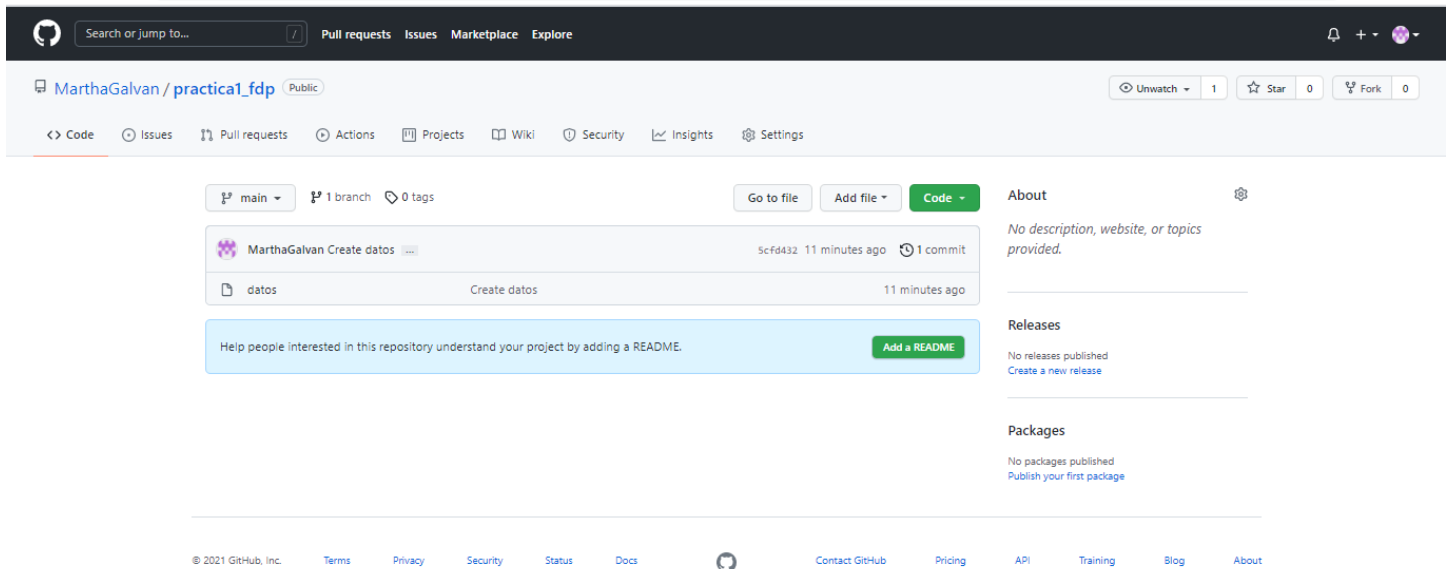 Search or jump to... / Pull requests Issues Marketplace Explore
MarthaGalvan / practica1_fdp Public Unwatch 1 Star 0 Fork 0
<> Code Issues Pull requests Actions Projects Wiki Security Insights Settings
main 1 branch 0 tags Go to file Add file Code
MarthaGalvan Create datos ... 5cfd432 11 minutes ago 1 commit
datos Create datos 11 minutes ago
Help people interested in this repository understand your project by adding a README. Add a README
About
No description, website, or topics
provided.
Releases
No releases published
Create a new release
Packages
No packages published
Publish your first package
© 2021 GitHub, Inc. Terms Privacy Security Status Docs Contact GitHub Pricing API Training Blog About